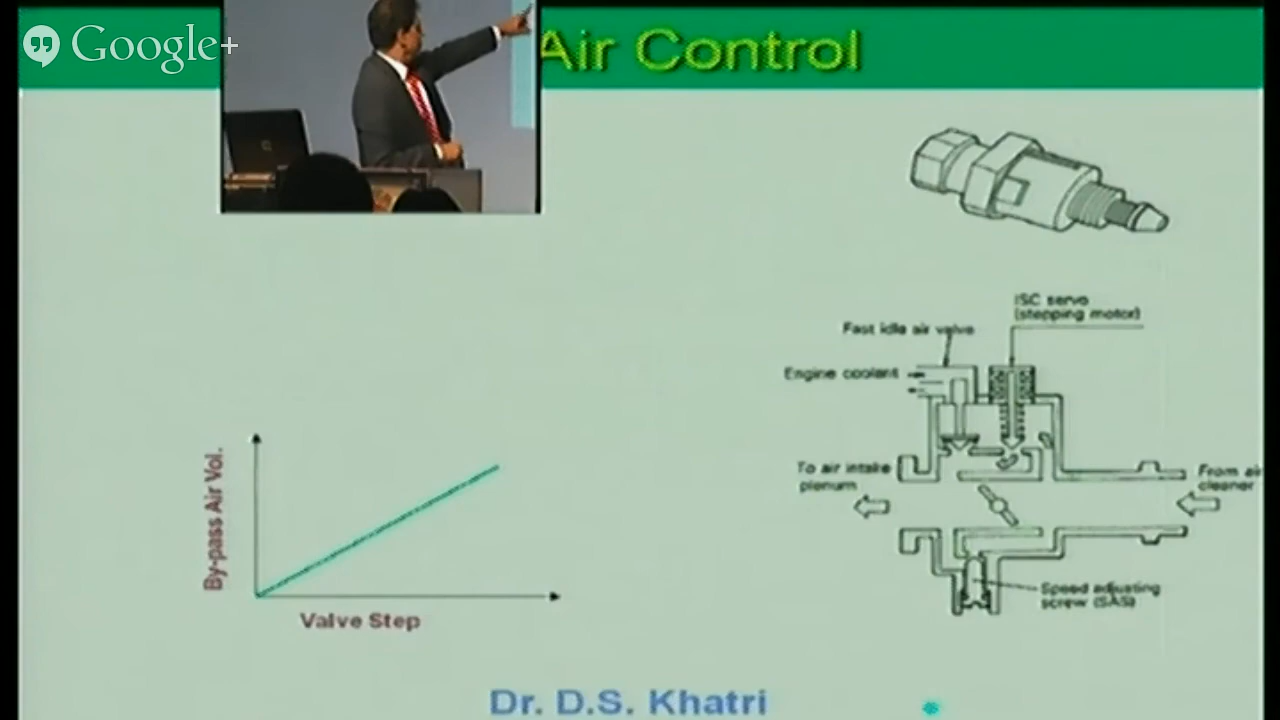 Google+
Air Control
ISC servo
(stepping motor)
Fast idle air valve
Engine coolant
To air intake
plenum
From air
cleaner
By-pass Air Vol.
Valve Step
Speed adjusting
screw (SAS)
Dr. D.S. Khatri